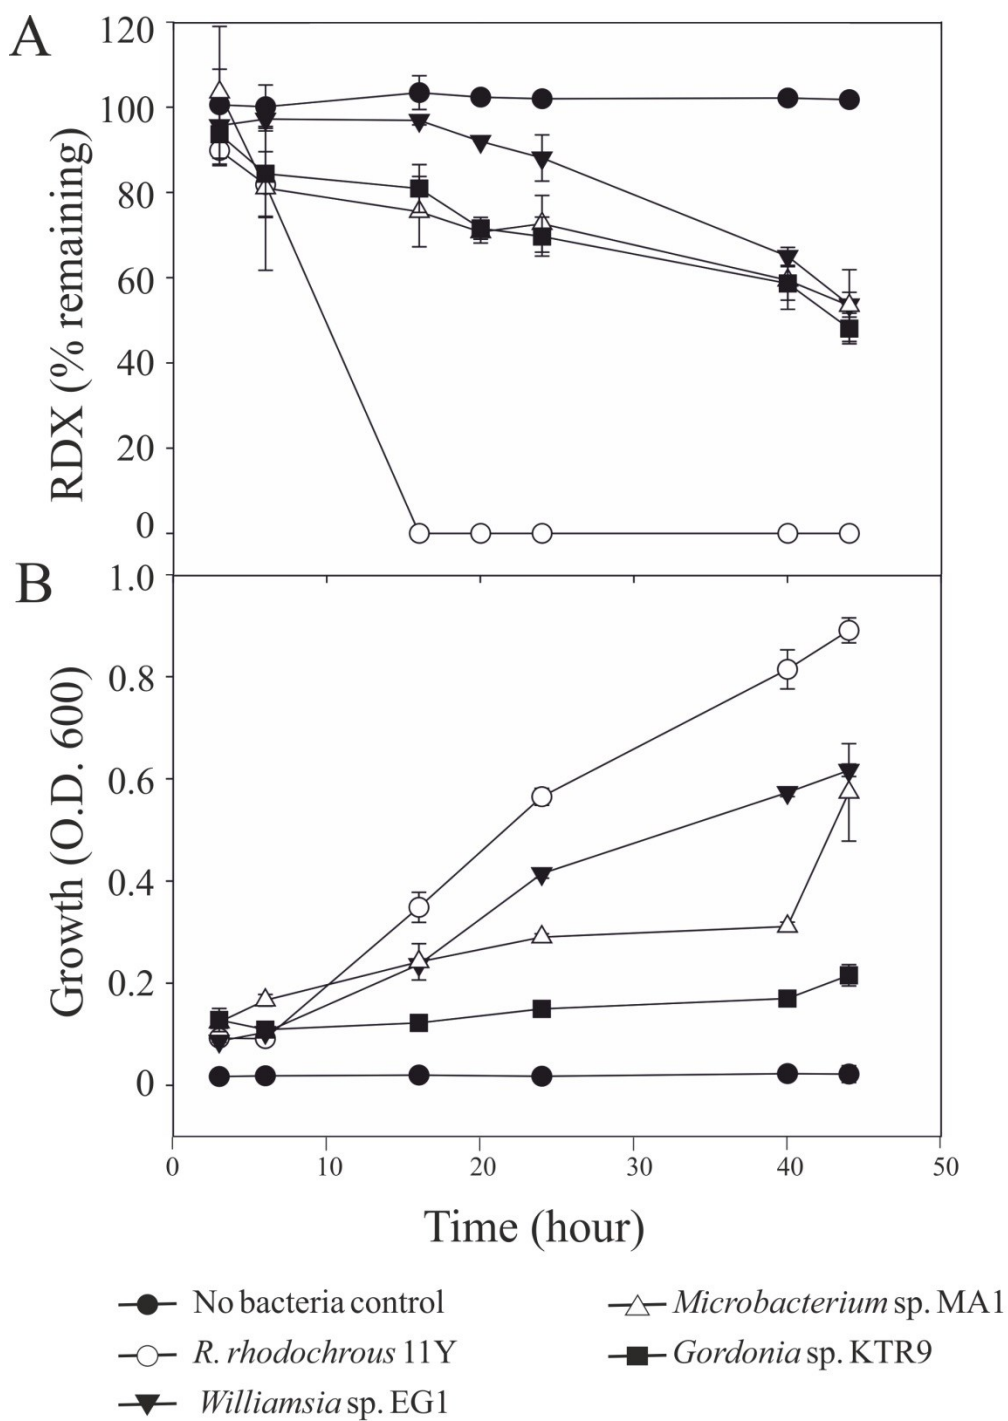 A
120
100
80
60
40
20
0
RDX (% remaining)
B
1.0
0.8
0.6
0.4
0.2
0
Growth (O.D. 600)
0 10 20 30 40 50
Time (hour)
No bacteria control
R. rhodochrous 11Y
Williamsia sp. EG1
Microbacterium sp. MA1
Gordonia sp. KTR9